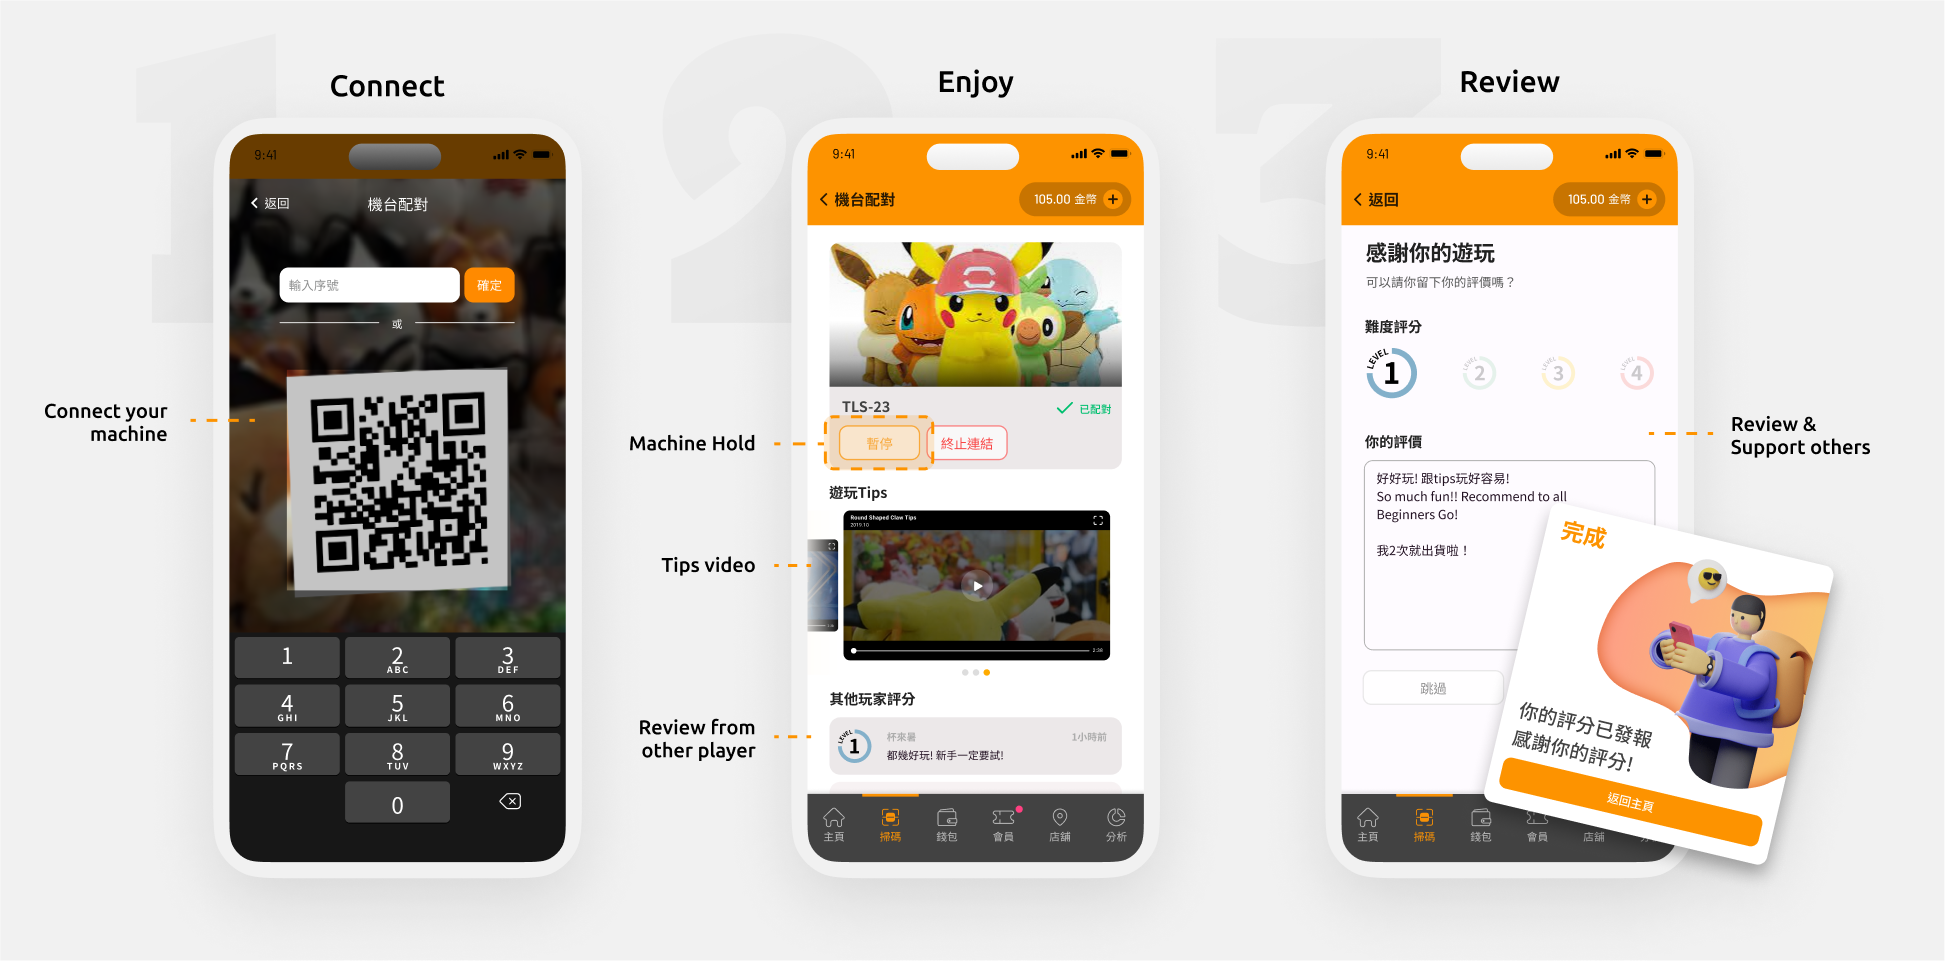 1
Connect
9:41
返回
機台配對
輸入序號
確定
或
Connect your
machine
1
2
ABC
3
DEF
4
GHI
5
JKL
6
MNO
7
PQRS
8
TUV
9
WXYZ
0
2
Enjoy
9:41
機台配對
105.00 金幣
TLS-23
已配對
暫停
終止連結
Machine Hold
遊玩Tips
Round Shaped Claw Tips
2019.10
2:38
Tips video
其他玩家評分
LEVEL
1
杯來暑
1小時前
都幾好玩! 新手一定要試!
Review from
other player
主頁
掃碼
錢包
會員
店舖
分析
3
Review
9:41
返回
105.00 金幣
感謝你的遊玩
可以請你留下你的評價嗎？
難度評分
LEVEL
1
LEVEL
2
LEVEL
3
LEVEL
4
你的評價
好好玩! 跟tips玩好容易!
So much fun!! Recommend to all
Beginners Go!
我2次就出貨啦！
跳過
Review &
Support others
完成
你的評分已發報
感謝你的評分!
返回主頁
主頁
掃碼
錢包
會員
店舖